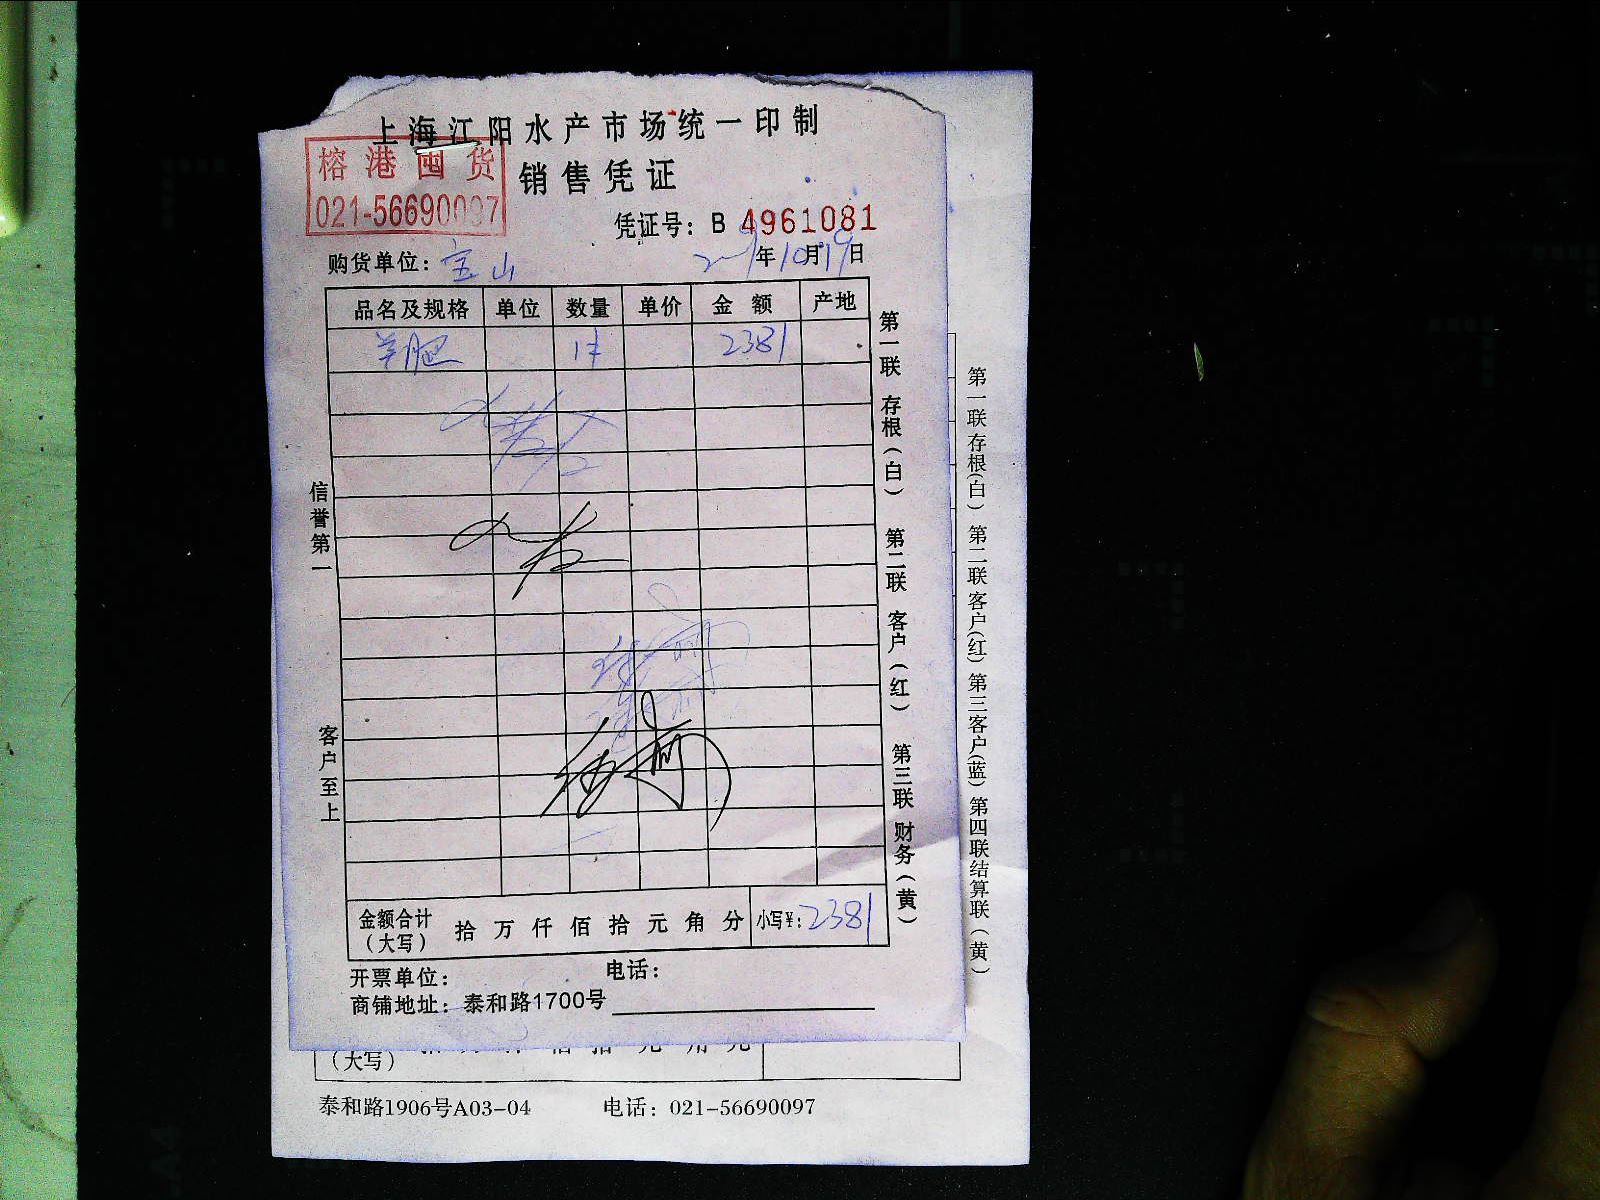 上海江阳水产市场统一印制
榕港囤货
销售凭证
021-56690097
凭证号：B 4961081
购货单位：宝山
年10月19日
品名及规格 单位 数量 单价 金额 产地
羊肥 1件 2381
信誉第一
客户至上
第一联 存根（白） 第二联 客户（红） 第三联 财务（黄）
第一联存根(白) 第二联客户(红) 第三客户(蓝) 第四联结算联（黄）
金额合计（大写） 拾万仟佰拾元角分 小写¥：2381
开票单位： 电话：
商铺地址：泰和路1700号
（大写）
泰和路1906号A03-04 电话：021-56690097